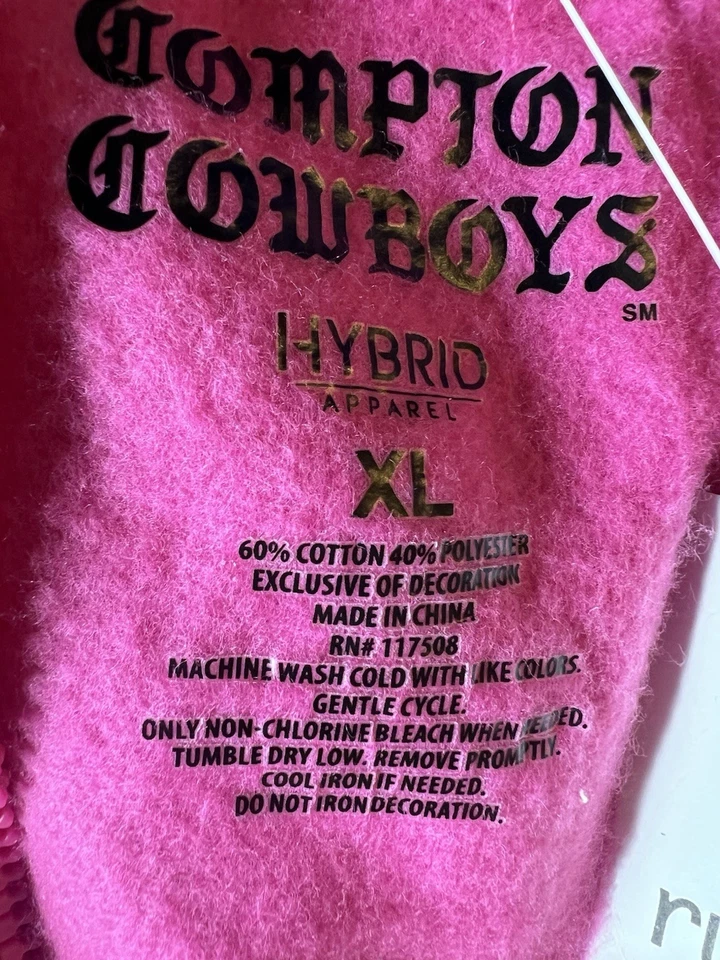 COMPTON
COWBOYS
SM
HYBRID
APPAREL
XL
60% COTTON 40% POLYESTER
EXCLUSIVE OF DECORATION
MADE IN CHINA
RN# 117508
MACHINE WASH COLD WITH LIKE COLORS.
GENTLE CYCLE.
ONLY NON-CHLORINE BLEACH WHEN NEEDED.
TUMBLE DRY LOW. REMOVE PROMPTLY.
COOL IRON IF NEEDED.
DO NOT IRON DECORATION.